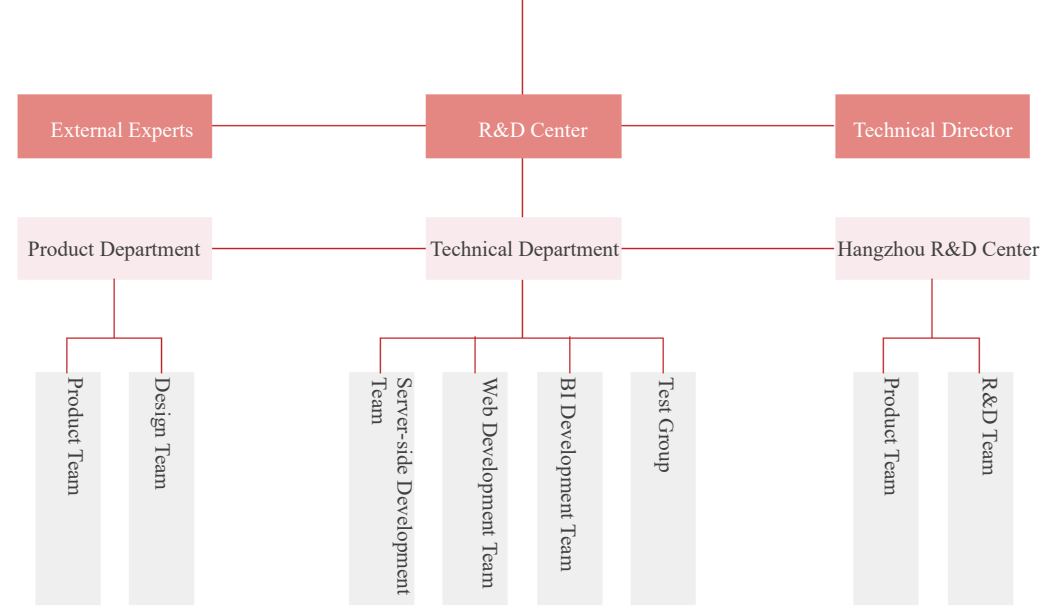 External Experts
R&D Center
Technical Director
Product Department
Technical Department
Hangzhou R&D Center
Product Team
Design Team
Server-side Development
Team
Web Development Team
BI Development Team
Test Group
Product Team
R&D Team